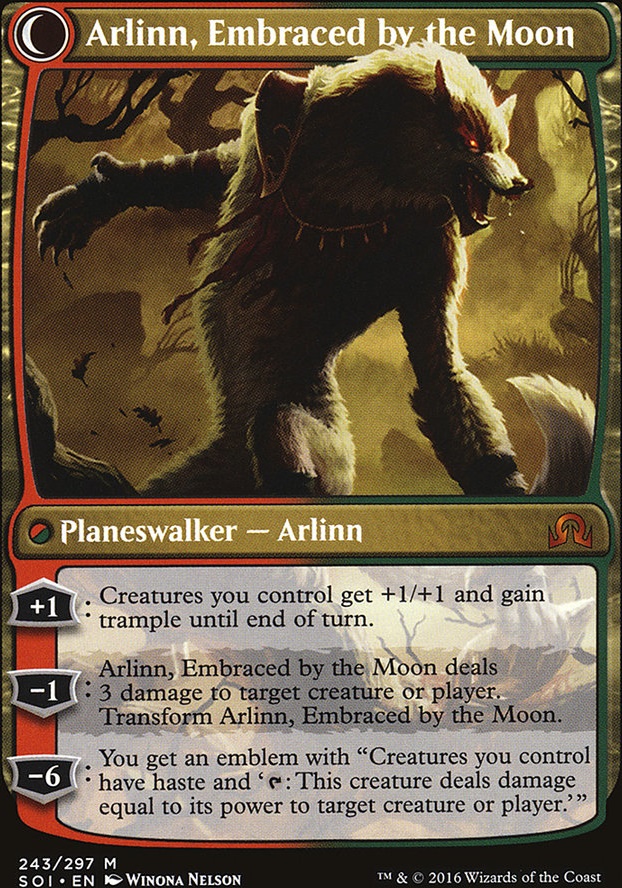 Arlinn, Embraced by the Moon
Planeswalker — Arlinn
+1 : Creatures you control get +1/+1 and gain
trample until end of turn.
−1 : Arlinn, Embraced by the Moon deals
3 damage to target creature or player.
Transform Arlinn, Embraced by the Moon.
−6 : You get an emblem with “Creatures you control
have haste and ‘T: This creature deals damage
equal to its power to target creature or player.’”
243/297 M
SOI • EN Winona Nelson
™ & © 2016 Wizards of the Coast